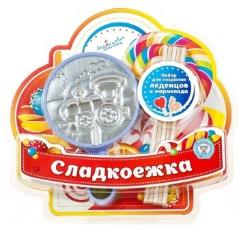 Набор
для создания
леденцов
и мармелада
Сладкоежка